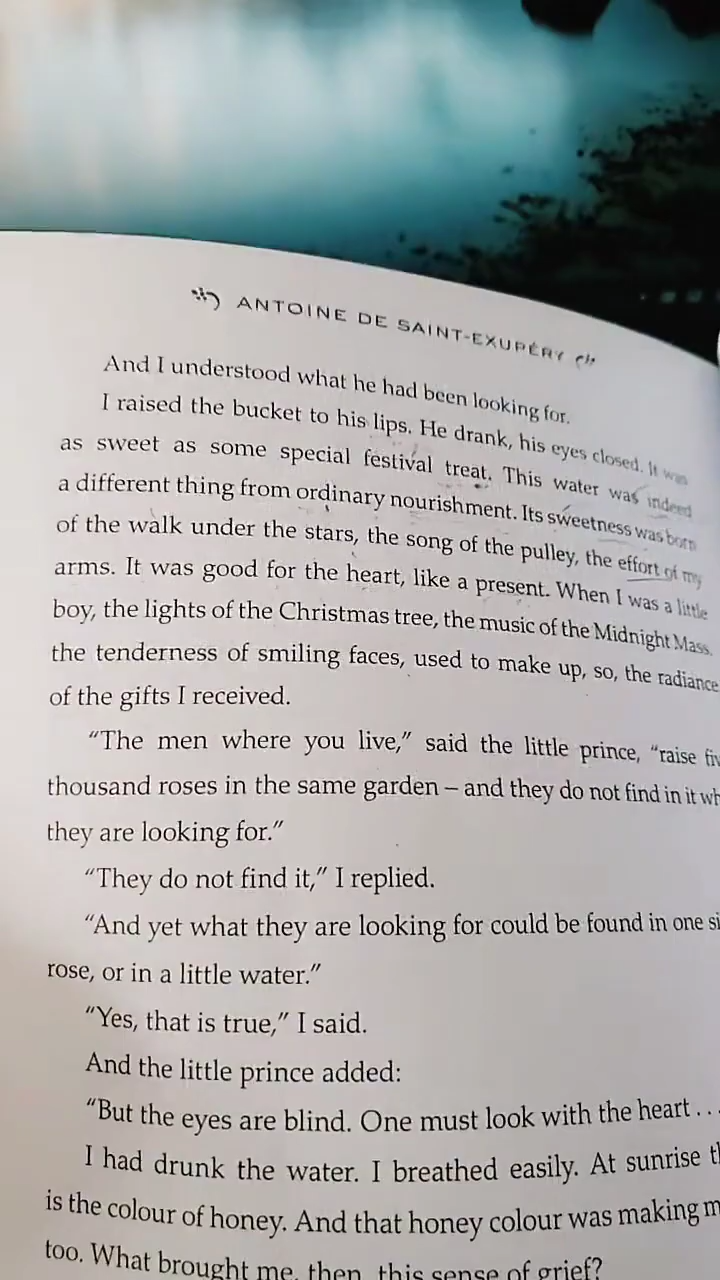 ANTOINE DE SAINT-EXUPÉRY
And I understood what he had been looking for.
I raised the bucket to his lips. He drank, his eyes closed. It was
as sweet as some special festival treat. This water was indeed
a different thing from ordinary nourishment. Its sweetness was born
of the walk under the stars, the song of the pulley, the effort of my
arms. It was good for the heart, like a present. When I was a little
boy, the lights of the Christmas tree, the music of the Midnight Mass,
the tenderness of smiling faces, used to make up, so, the radiance
of the gifts I received.
“The men where you live,” said the little prince, “raise
thousand roses in the same garden – and they do not find in it
they are looking for.”
“They do not find it,” I replied.
“And yet what they are looking for could be found in one
rose, or in a little water.”
“Yes, that is true,” I said.
And the little prince added:
“But the eyes are blind. One must look with the heart . . .
I had drunk the water. I breathed easily. At sunrise
is the colour of honey. And that honey colour was making
too. What brought me, then, this sense of grief?